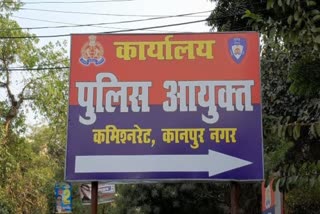 कार्यालय
पुलिस आयुक्त
कमिश्नरेट, कानपुर नगर